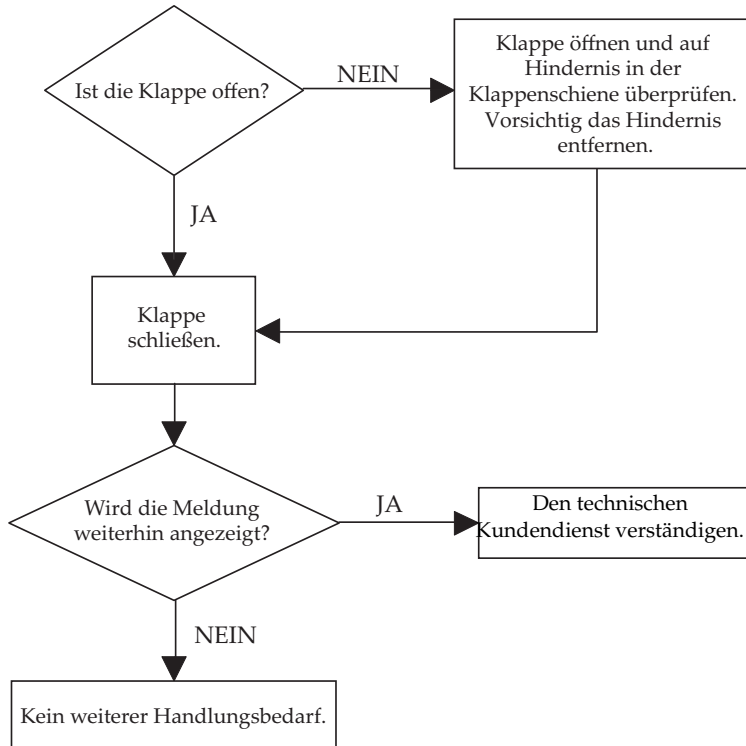 Ist die Klappe offen?
NEIN
Klappe öffnen und auf
Hindernis in der
Klappenschiene überprüfen.
Vorsichtig das Hindernis
entfernen.
JA
Klappe
schließen.
Wird die Meldung
weiterhin angezeigt?
JA
Den technischen
Kundendienst verständigen.
NEIN
Kein weiterer Handlungsbedarf.